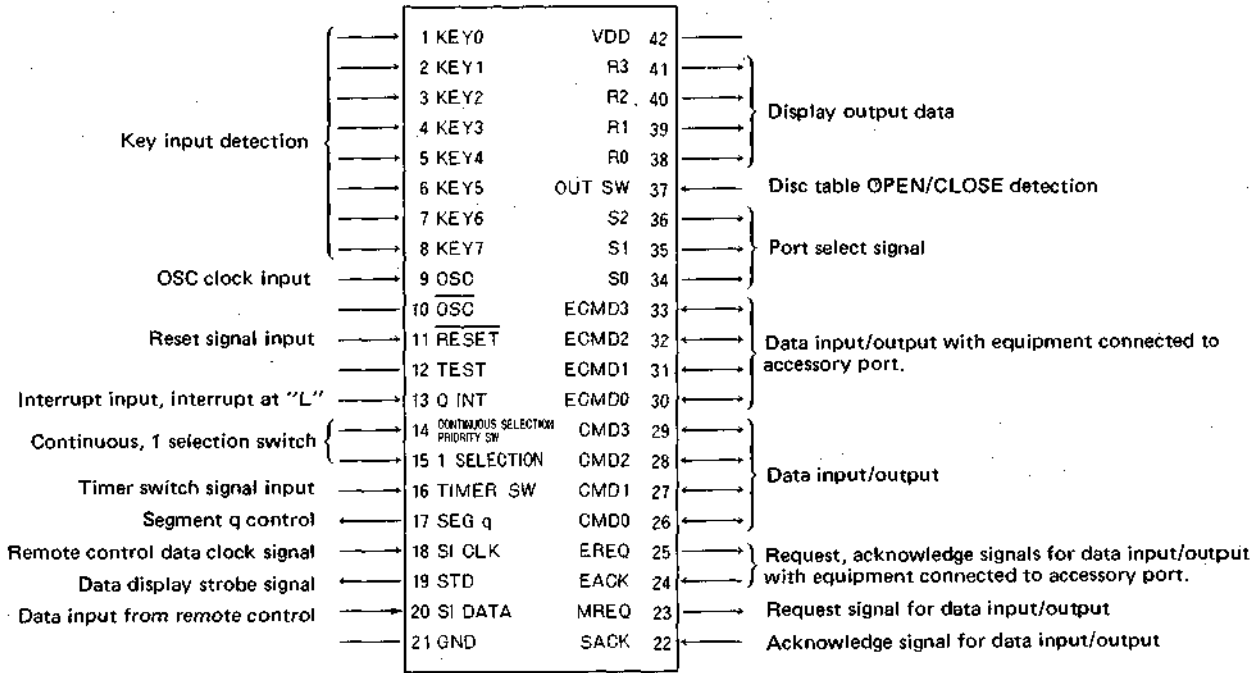 1 KEY0 VDD 42
2 KEY1 R3 41
3 KEY2 R2 40
4 KEY3 R1 39
5 KEY4 R0 38
6 KEY5 OUT SW 37
7 KEY6 S2 36
8 KEY7 S1 35
9 OSC S0 34
10 OSC ECMD3 33
11 RESET ECMD2 32
12 TEST ECMD1 31
13 Q INT ECMD0 30
14 CONTINUOUS SELECTION PRIORITY SW CMD3 29
15 1 SELECTION CMD2 28
16 TIMER SW CMD1 27
17 SEG q CMD0 26
18 SI CLK EREQ 25
19 STD EACK 24
20 SI DATA MREQ 23
21 GND SACK 22
Key input detection
OSC clock input
Reset signal input
Interrupt input, interrupt at "L"
Continuous, 1 selection switch
Timer switch signal input
Segment q control
Remote control data clock signal
Data display strobe signal
Data input from remote control
Display output data
Disc table OPEN/CLOSE detection
Port select signal
Data input/output with equipment connected to
accessory port.
Data input/output
Request, acknowledge signals for data input/output
with equipment connected to accessory port.
Request signal for data input/output
Acknowledge signal for data input/output